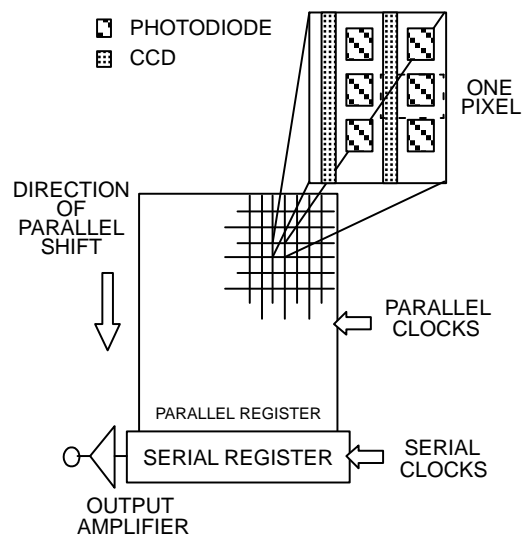 PHOTODIODE
CCD
ONE
PIXEL
DIRECTION
OF
PARALLEL
SHIFT
PARALLEL
CLOCKS
PARALLEL REGISTER
SERIAL REGISTER
SERIAL
CLOCKS
OUTPUT
AMPLIFIER